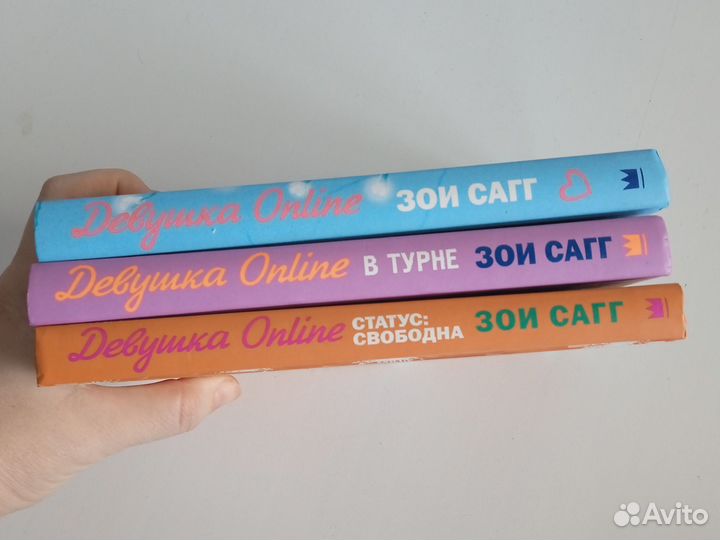 Девушка Online ЗОИ САГГ
Девушка Online В ТУРНЕ ЗОИ САГГ
Девушка Online СТАТУС: СВОБОДНА ЗОИ САГГ
Avito